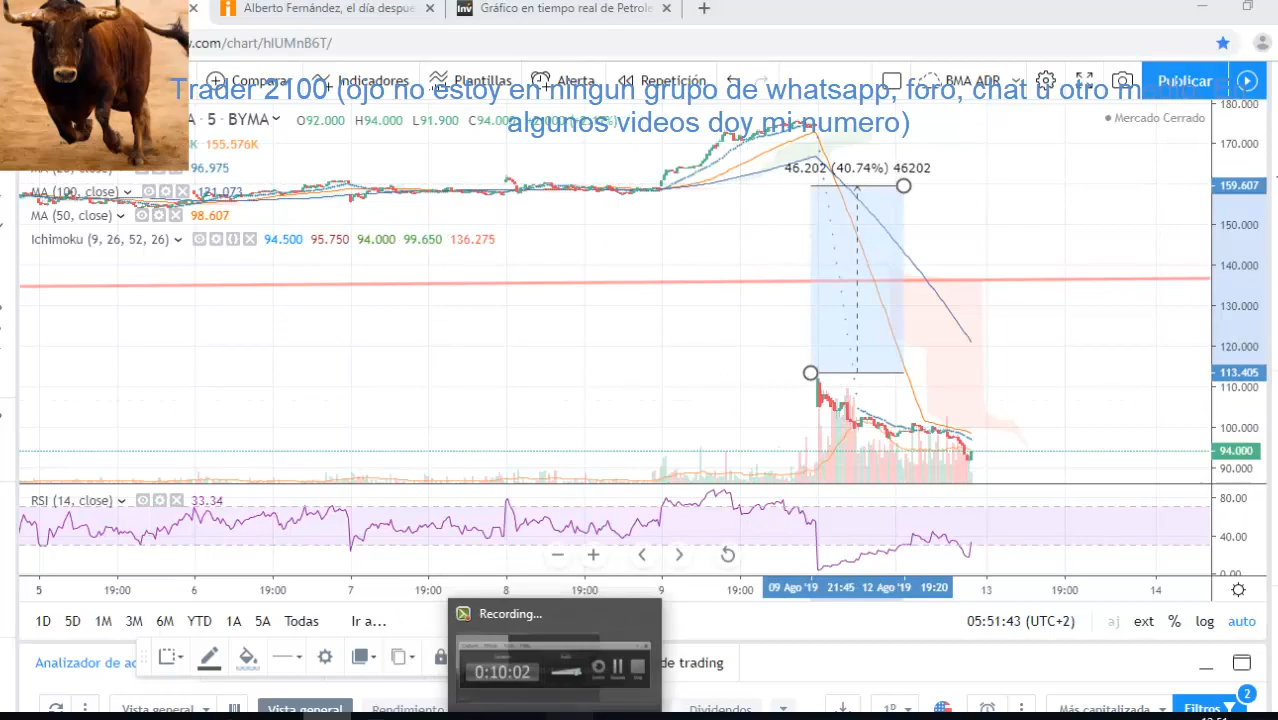 Alberto Fernández, el día despue
Inv Gráfico en tiempo real de Petrole
w.com/chart/hIUMnB6T/
Comparar Indicadores Plantillas Alerta Repetición BMA ADR Publicar
Trader 2100 (ojo no estoy en ningun grupo de whatsapp, foro, chat u otro medio. En
algunos videos doy mi numero)
A · 5 · BYMA O92.000 H94.000 L91.900 C94.000
Mercado Cerrado
K 155.576K
96.975
MA (100, close) 121.073
MA (50, close) 98.607
Ichimoku (9, 26, 52, 26) 94.500 95.750 94.000 99.650 136.275
46.202 (40.74%) 46202
180.000
170.000
159.607
150.000
140.000
130.000
120.000
113.405
110.000
100.000
94.000
90.000
RSI (14, close) 33.34
80.00
40.00
0.00
5 19:00 6 19:00 7 19:00 8 19:00 9 19:00 09 Ago '19 21:45 12 Ago '19 19:20 13 19:00 14
1D 5D 1M 3M 6M YTD 1A 5A Todas Ir a... 05:51:43 (UTC+2) aj ext % log auto
Recording...
0:10:02
Analizador de ac
de trading
2
Vista general Vista general Rendimiento Dividendos 1D Más capitalizada Filtros